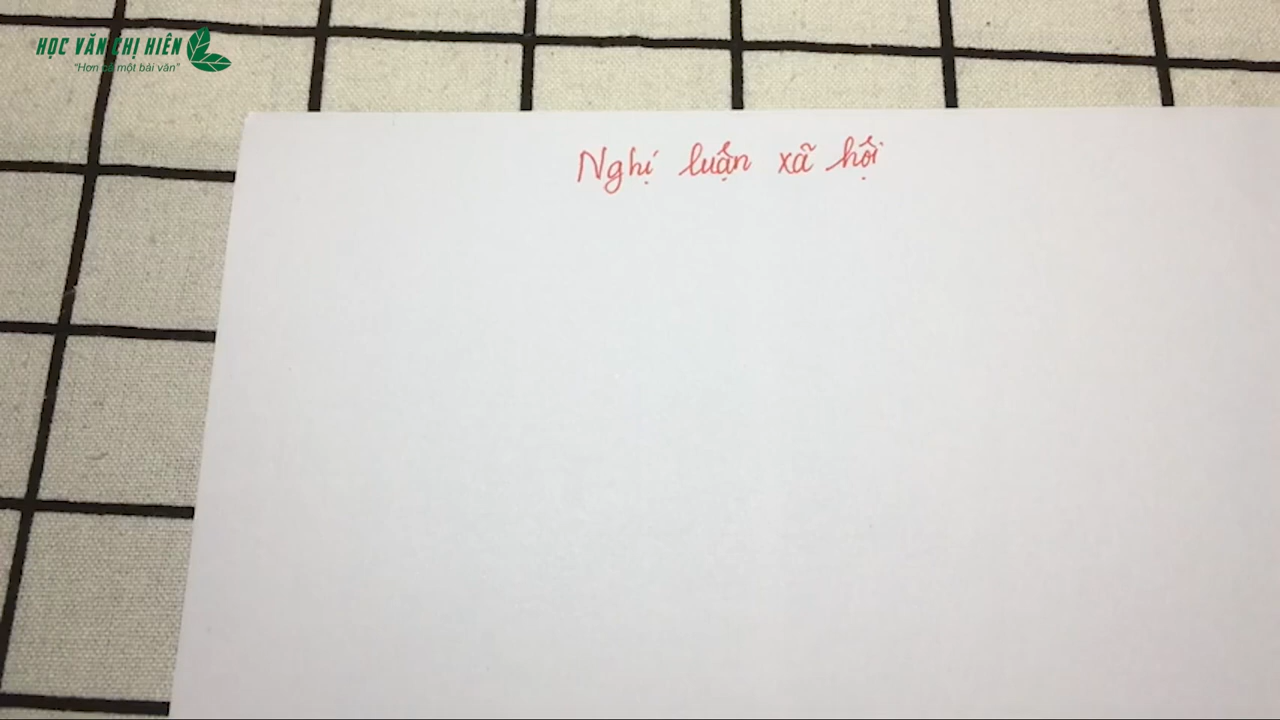 HỌC VĂN CHỊ HIÊN
"Hơn cả một bài văn"
Nghị luận xã hội